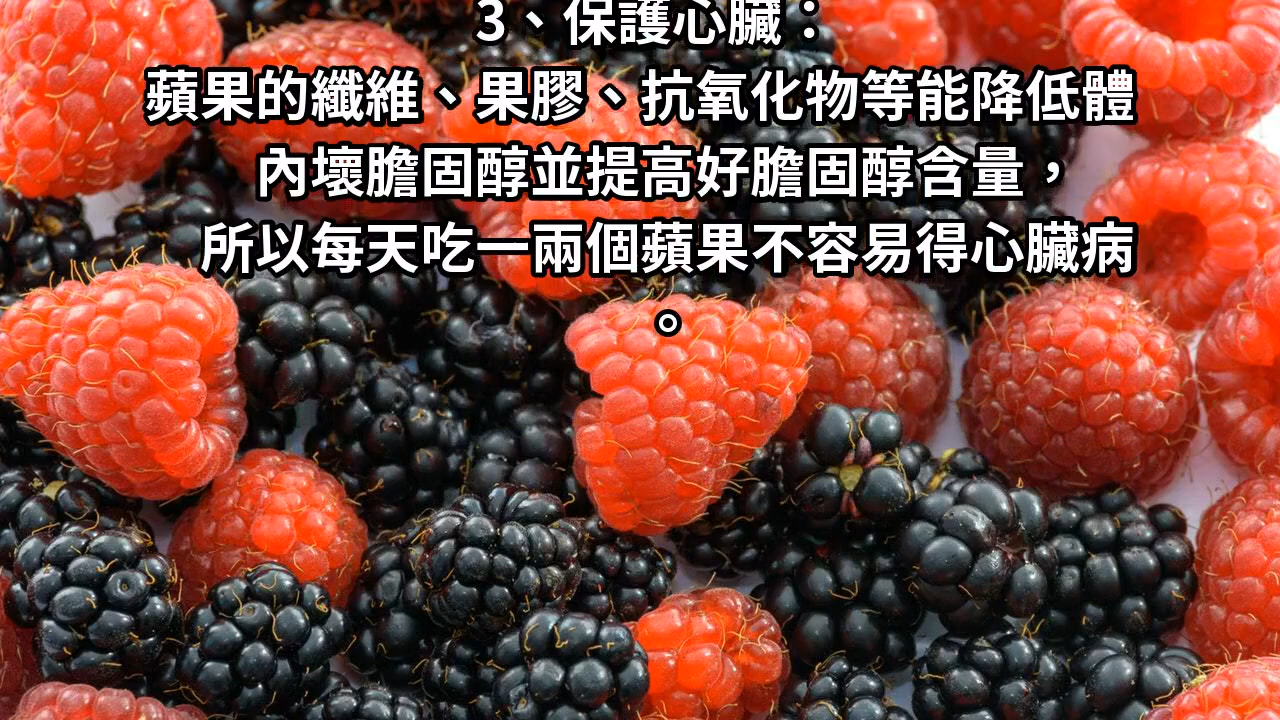 3、保護心臟：
蘋果的纖維、果膠、抗氧化物等能降低體
內壞膽固醇並提高好膽固醇含量，
所以每天吃一兩個蘋果不容易得心臟病
。